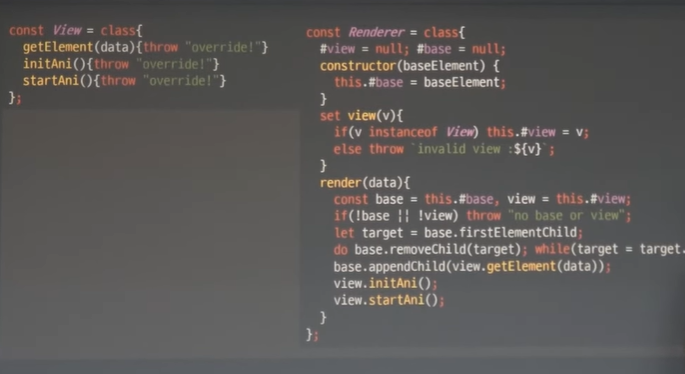 const View = class{
  getElement(data){throw "override!"}
  initAni(){throw "override!"}
  startAni(){throw "override!"}
};
const Renderer = class{
  #view = null; #base = null;
  constructor(baseElement) {
    this.#base = baseElement;
  }
  set view(v){
    if(v instanceof View) this.#view = v;
    else throw `invalid view :${v}`;
  }
  render(data){
    const base = this.#base, view = this.#view;
    if(!base || !view) throw "no base or view";
    let target = base.firstElementChild;
    do base.removeChild(target); while(target = target.
    base.appendChild(view.getElement(data));
    view.initAni();
    view.startAni();
  }
};